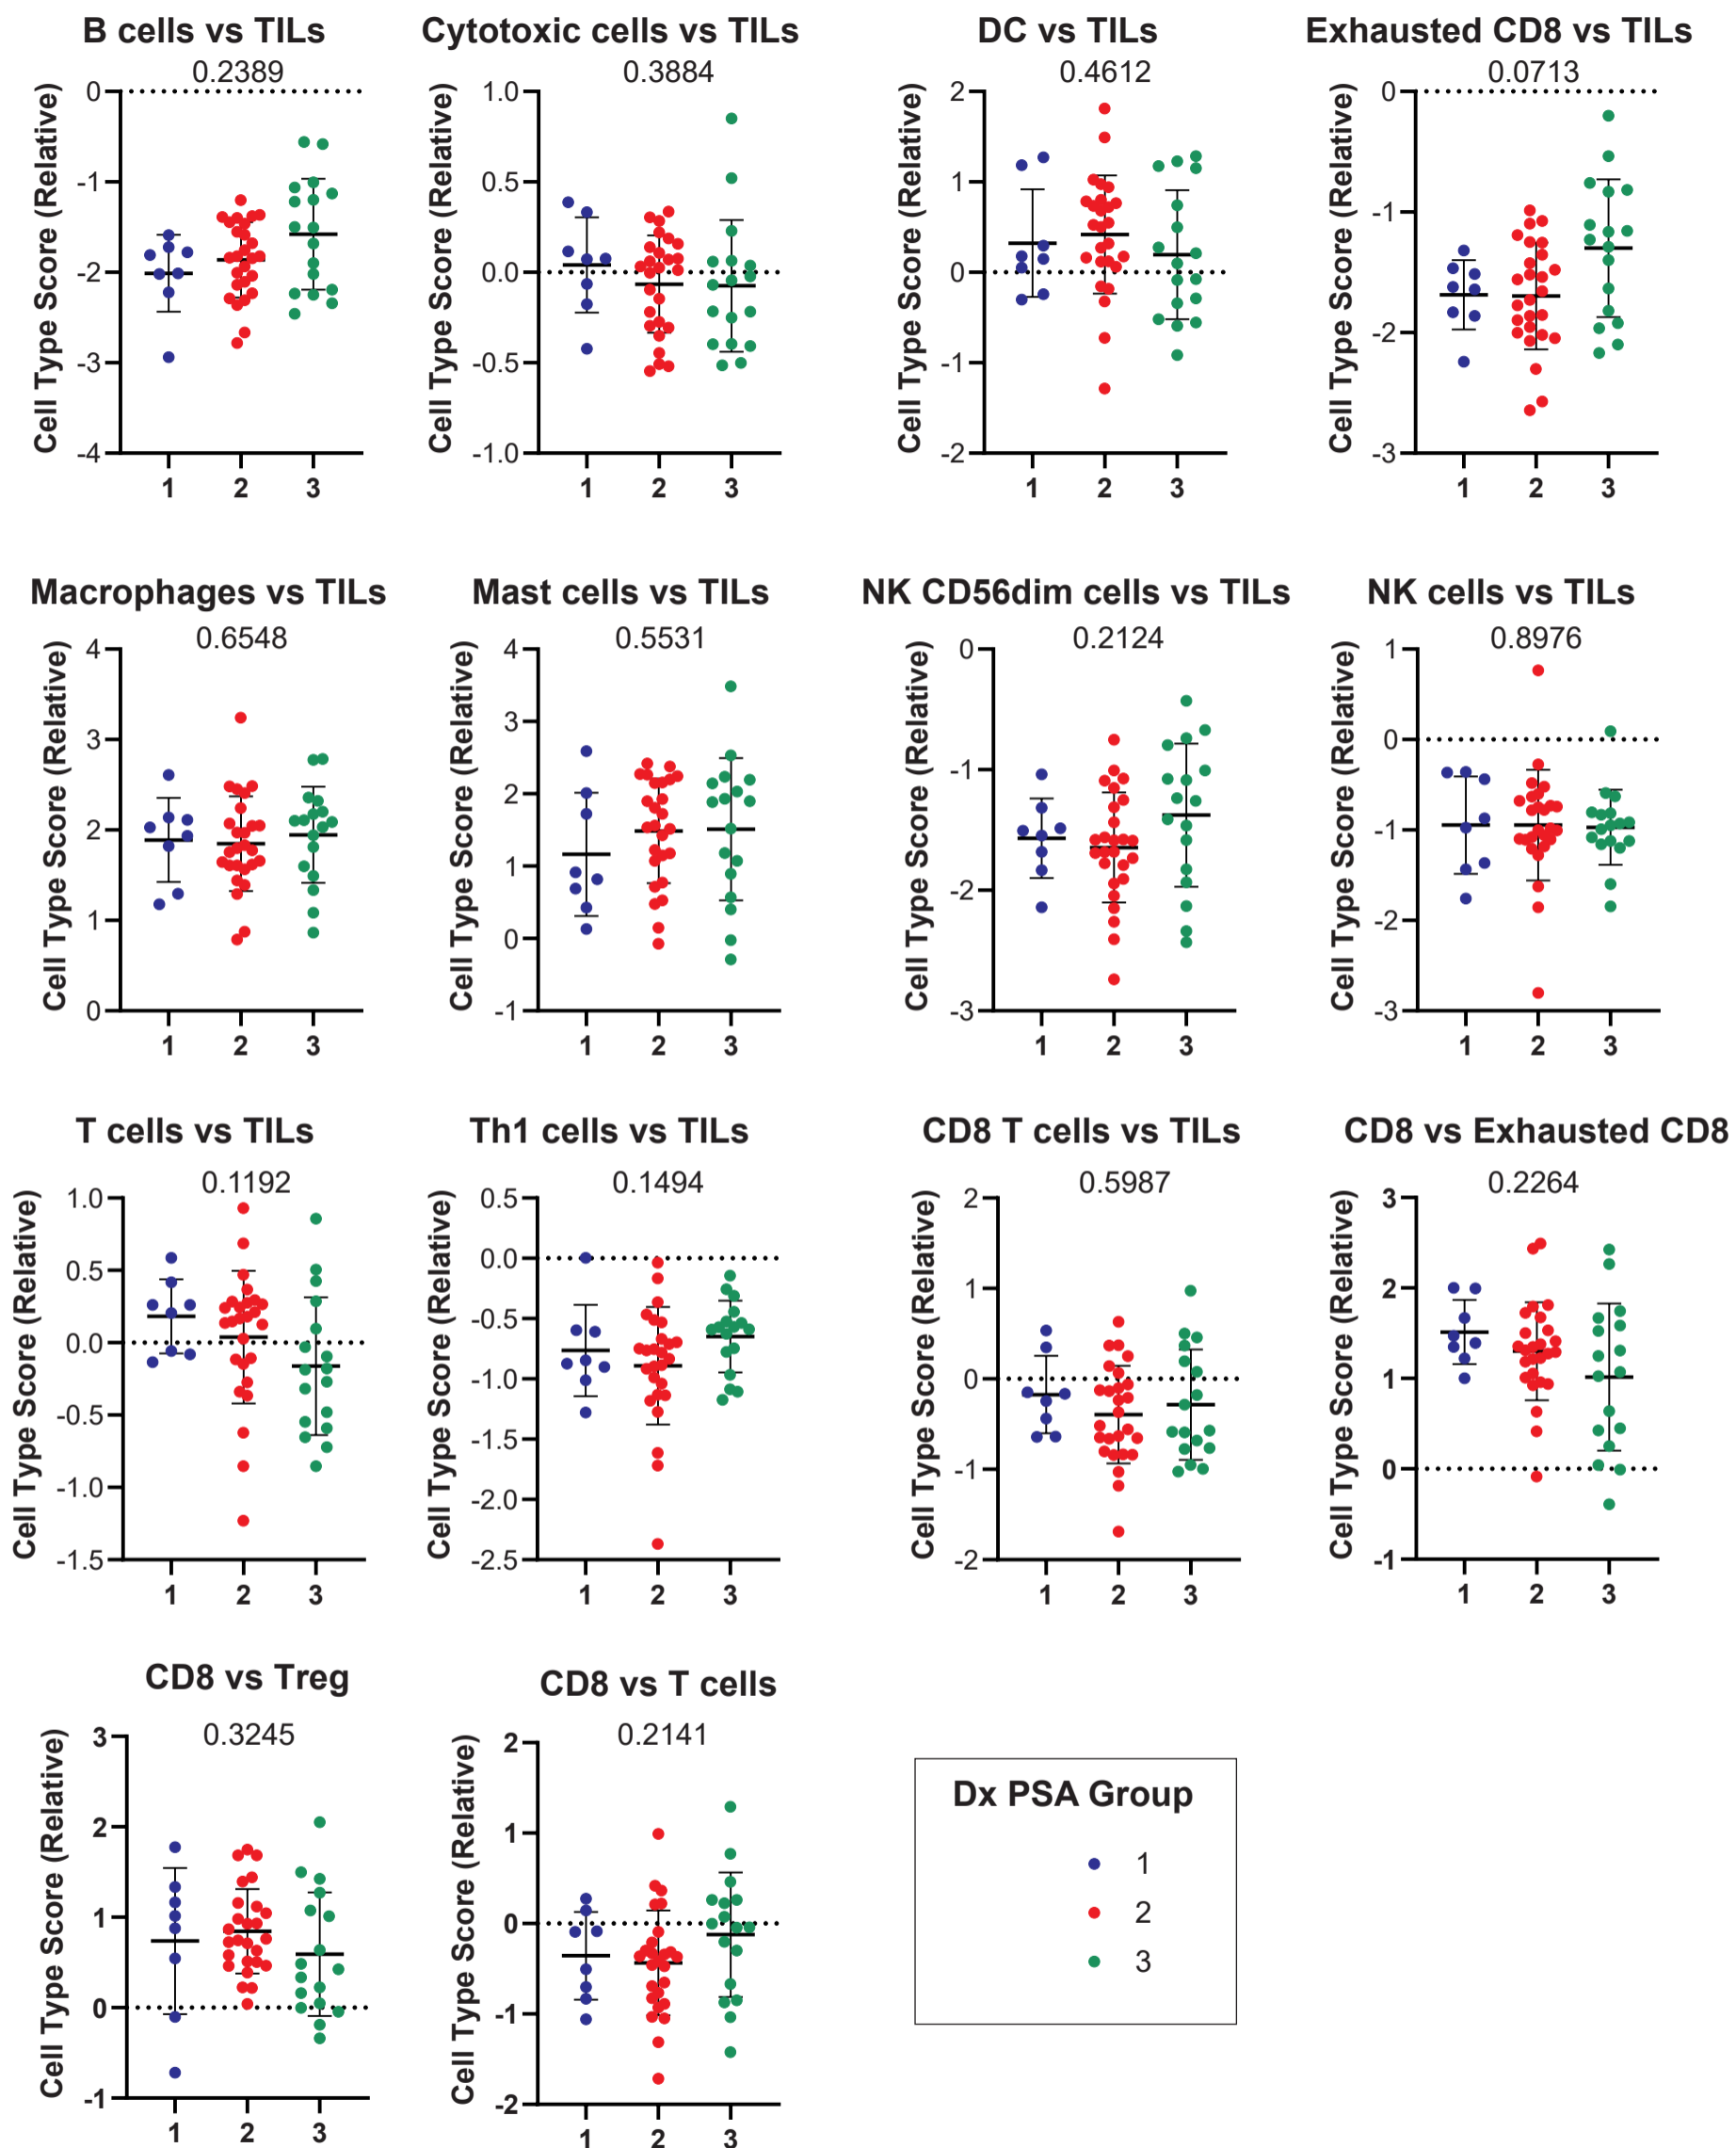 B cells vs TILs
0.2389
Cell Type Score (Relative)
0
-1
-2
-3
-4
1 2 3
Cytotoxic cells vs TILs
0.3884
Cell Type Score (Relative)
1.0
0.5
0.0
-0.5
-1.0
1 2 3
DC vs TILs
0.4612
Cell Type Score (Relative)
2
1
0
-1
-2
1 2 3
Exhausted CD8 vs TILs
0.0713
Cell Type Score (Relative)
0
-1
-2
-3
1 2 3
Macrophages vs TILs
0.6548
Cell Type Score (Relative)
4
3
2
1
0
1 2 3
Mast cells vs TILs
0.5531
Cell Type Score (Relative)
4
3
2
1
0
-1
1 2 3
NK CD56dim cells vs TILs
0.2124
Cell Type Score (Relative)
0
-1
-2
-3
1 2 3
NK cells vs TILs
0.8976
Cell Type Score (Relative)
1
0
-1
-2
-3
1 2 3
T cells vs TILs
0.1192
Cell Type Score (Relative)
1.0
0.5
0.0
-0.5
-1.0
-1.5
1 2 3
Th1 cells vs TILs
0.1494
Cell Type Score (Relative)
0.5
0.0
-0.5
-1.0
-1.5
-2.0
-2.5
1 2 3
CD8 T cells vs TILs
0.5987
Cell Type Score (Relative)
2
1
0
-1
-2
1 2 3
CD8 vs Exhausted CD8
0.2264
Cell Type Score (Relative)
3
2
1
0
-1
1 2 3
CD8 vs Treg
0.3245
Cell Type Score (Relative)
3
2
1
0
-1
1 2 3
CD8 vs T cells
0.2141
Cell Type Score (Relative)
2
1
0
-1
-2
1 2 3
Dx PSA Group
1
2
3